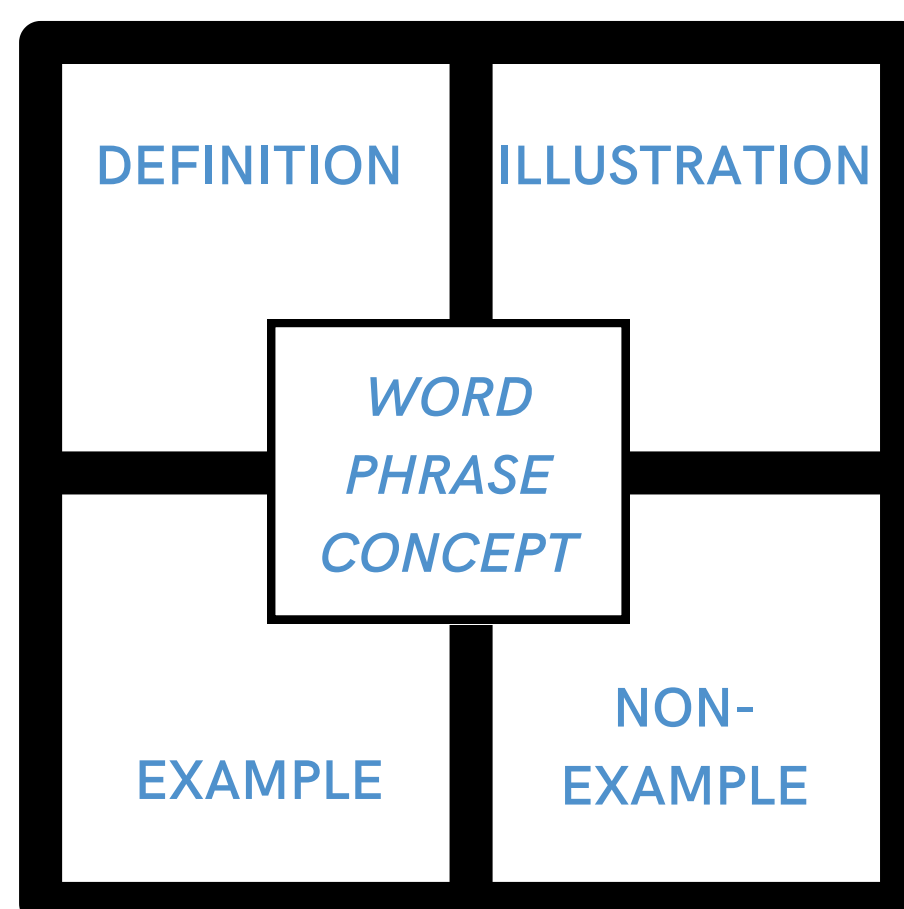 DEFINITION
ILLUSTRATION
WORD
PHRASE
CONCEPT
EXAMPLE
NON-
EXAMPLE